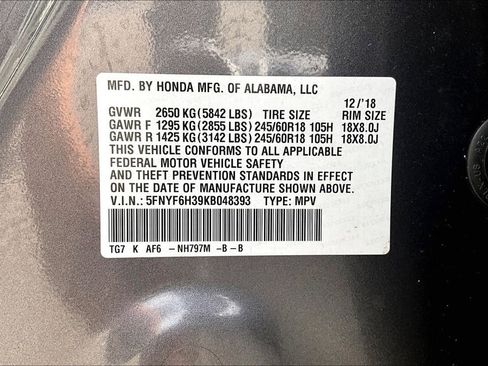 MFD. BY HONDA MFG. OF ALABAMA, LLC
12/'18
GVWR 2650 KG(5842 LBS) TIRE SIZE RIM SIZE
GAWR F 1295 KG(2855 LBS)245/60R18 105H 18X8.0J
GAWR R 1425 KG(3142 LBS)245/60R18 105H 18X8.0J
THIS VEHICLE CONFORMS TO ALL APPLICABLE
FEDERAL MOTOR VEHICLE SAFETY
AND THEFT PREVENTION STANDARDS IN EFFECT
ON THE DATE OF MANUFACTURE SHOWN ABOVE.
V.I.N.: 5FNYF6H39KB048393 TYPE: MPV
TG7 K AF6 -NH797M -B -B